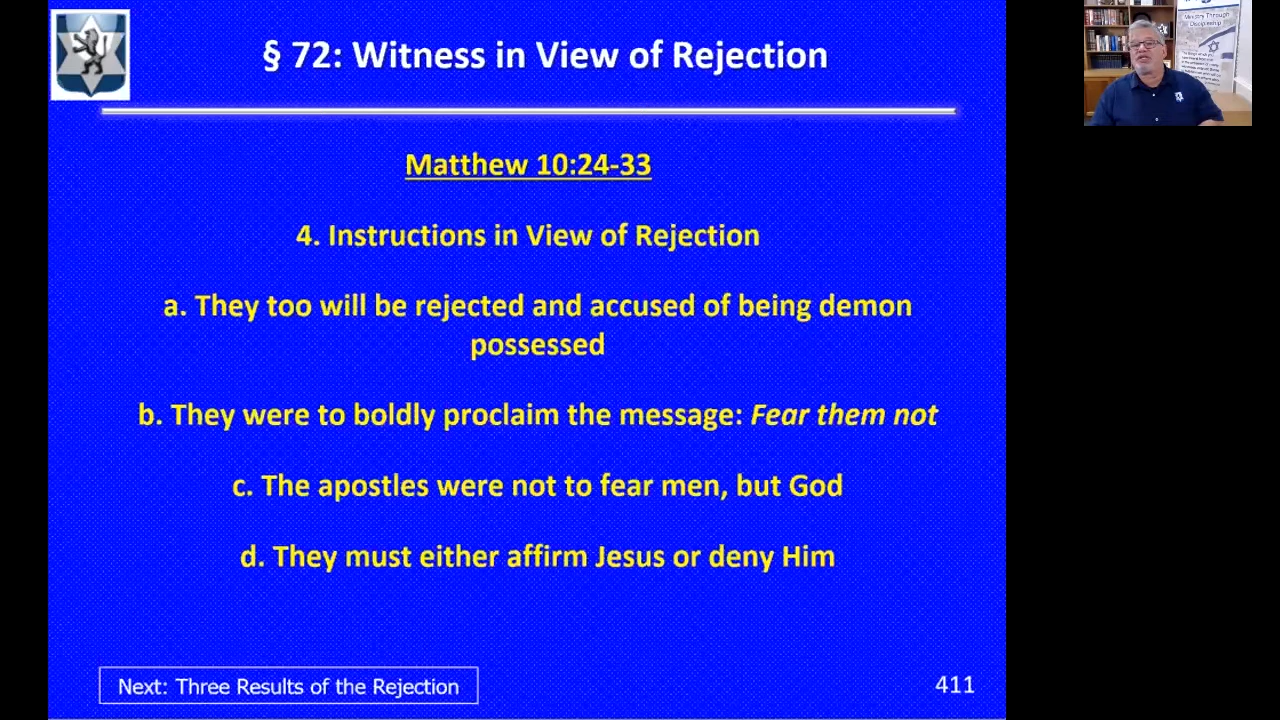 § 72: Witness in View of Rejection
Matthew 10:24-33
4. Instructions in View of Rejection
a. They too will be rejected and accused of being demon
possessed
b. They were to boldly proclaim the message: Fear them not
c. The apostles were not to fear men, but God
d. They must either affirm Jesus or deny Him
Next: Three Results of the Rejection
411
Ministry Through
Discipleship